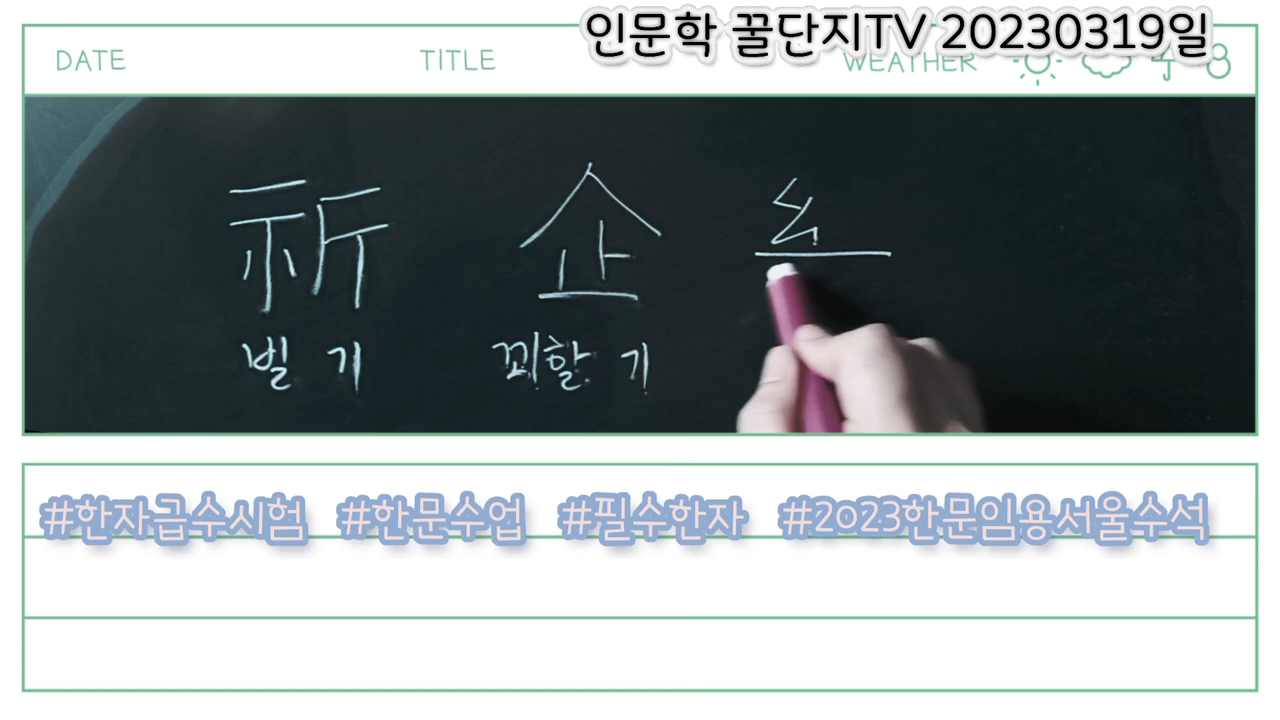 인문학 꿀단지TV 20230319일
DATE TITLE WEATHER
祈 企
빌 기 꾀할 기
#한자급수시험 #한문수업 #필수한자 #2023한문임용서울수석